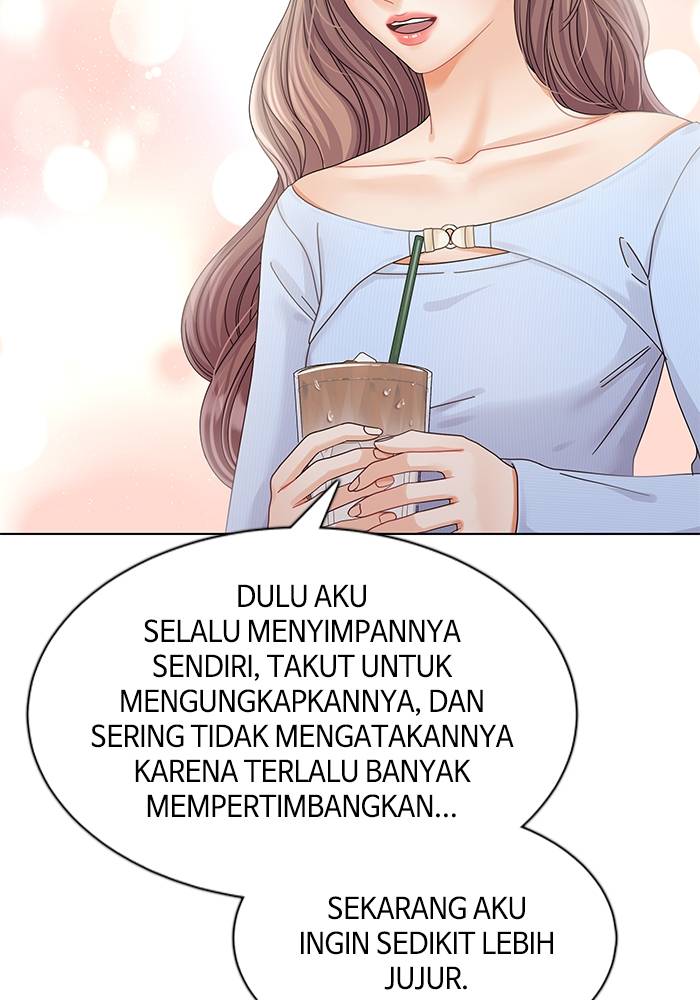 DULU AKU
SELALU MENYIMPANNYA
SENDIRI, TAKUT UNTUK
MENGUNGKAPKANNYA, DAN
SERING TIDAK MENGATAKANNYA
KARENA TERLALU BANYAK
MEMPERTIMBANGKAN...
SEKARANG AKU
INGIN SEDIKIT LEBIH
JUJUR.